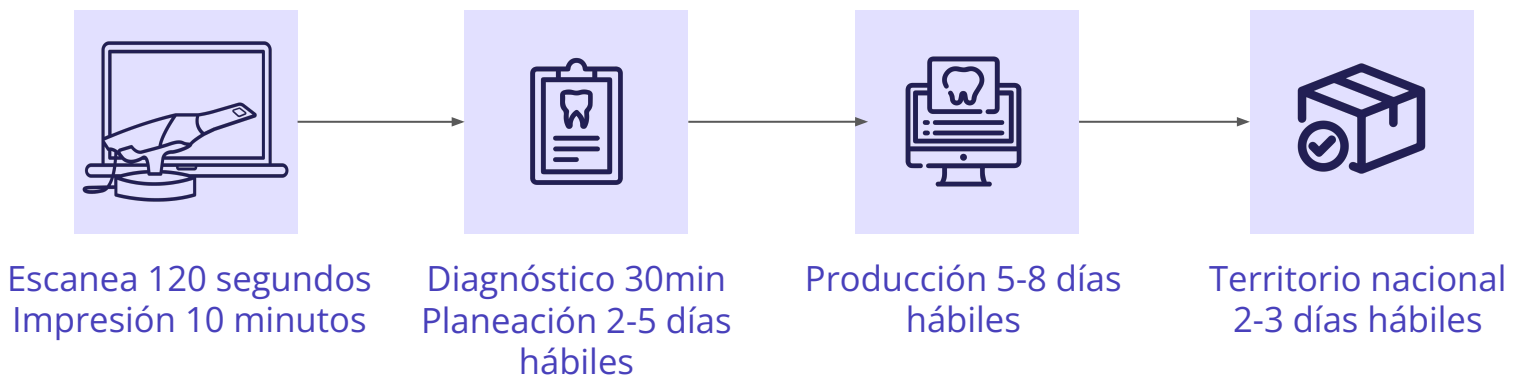 Escanea 120 segundos
Impresión 10 minutos
Diagnóstico 30min
Planeación 2-5 días
hábiles
Producción 5-8 días
hábiles
Territorio nacional
2-3 días hábiles